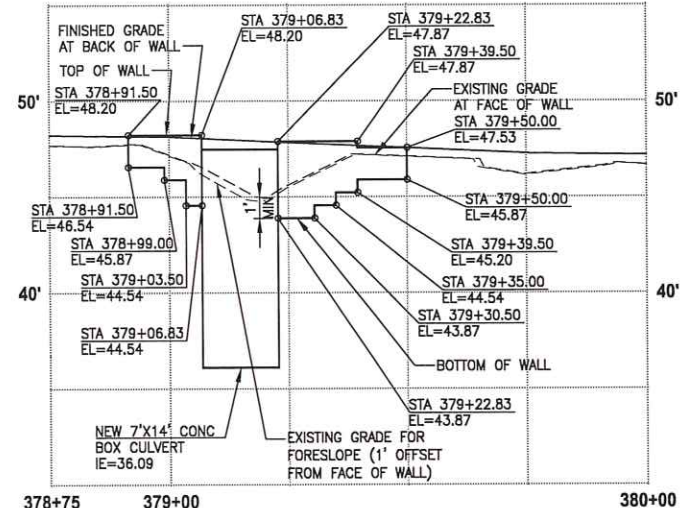 FINISHED GRADE
AT BACK OF WALL
TOP OF WALL
STA 378+91.50
EL=48.20
STA 379+06.83
EL=48.20
STA 379+22.83
EL=47.87
STA 379+39.50
EL=47.87
EXISTING GRADE
AT FACE OF WALL
STA 379+50.00
EL=47.53
50'
50'
1'
MIN
STA 378+91.50
EL=46.54
STA 378+99.00
EL=45.87
STA 379+03.50
EL=44.54
STA 379+06.83
EL=44.54
STA 379+50.00
EL=45.87
STA 379+39.50
EL=45.20
STA 379+35.00
EL=44.54
STA 379+30.50
EL=43.87
40'
40'
BOTTOM OF WALL
STA 379+22.83
EL=43.87
NEW 7'X14' CONC
BOX CULVERT
IE=36.09
EXISTING GRADE FOR
FORESLOPE (1' OFFSET
FROM FACE OF WALL)
378+75
379+00
380+00